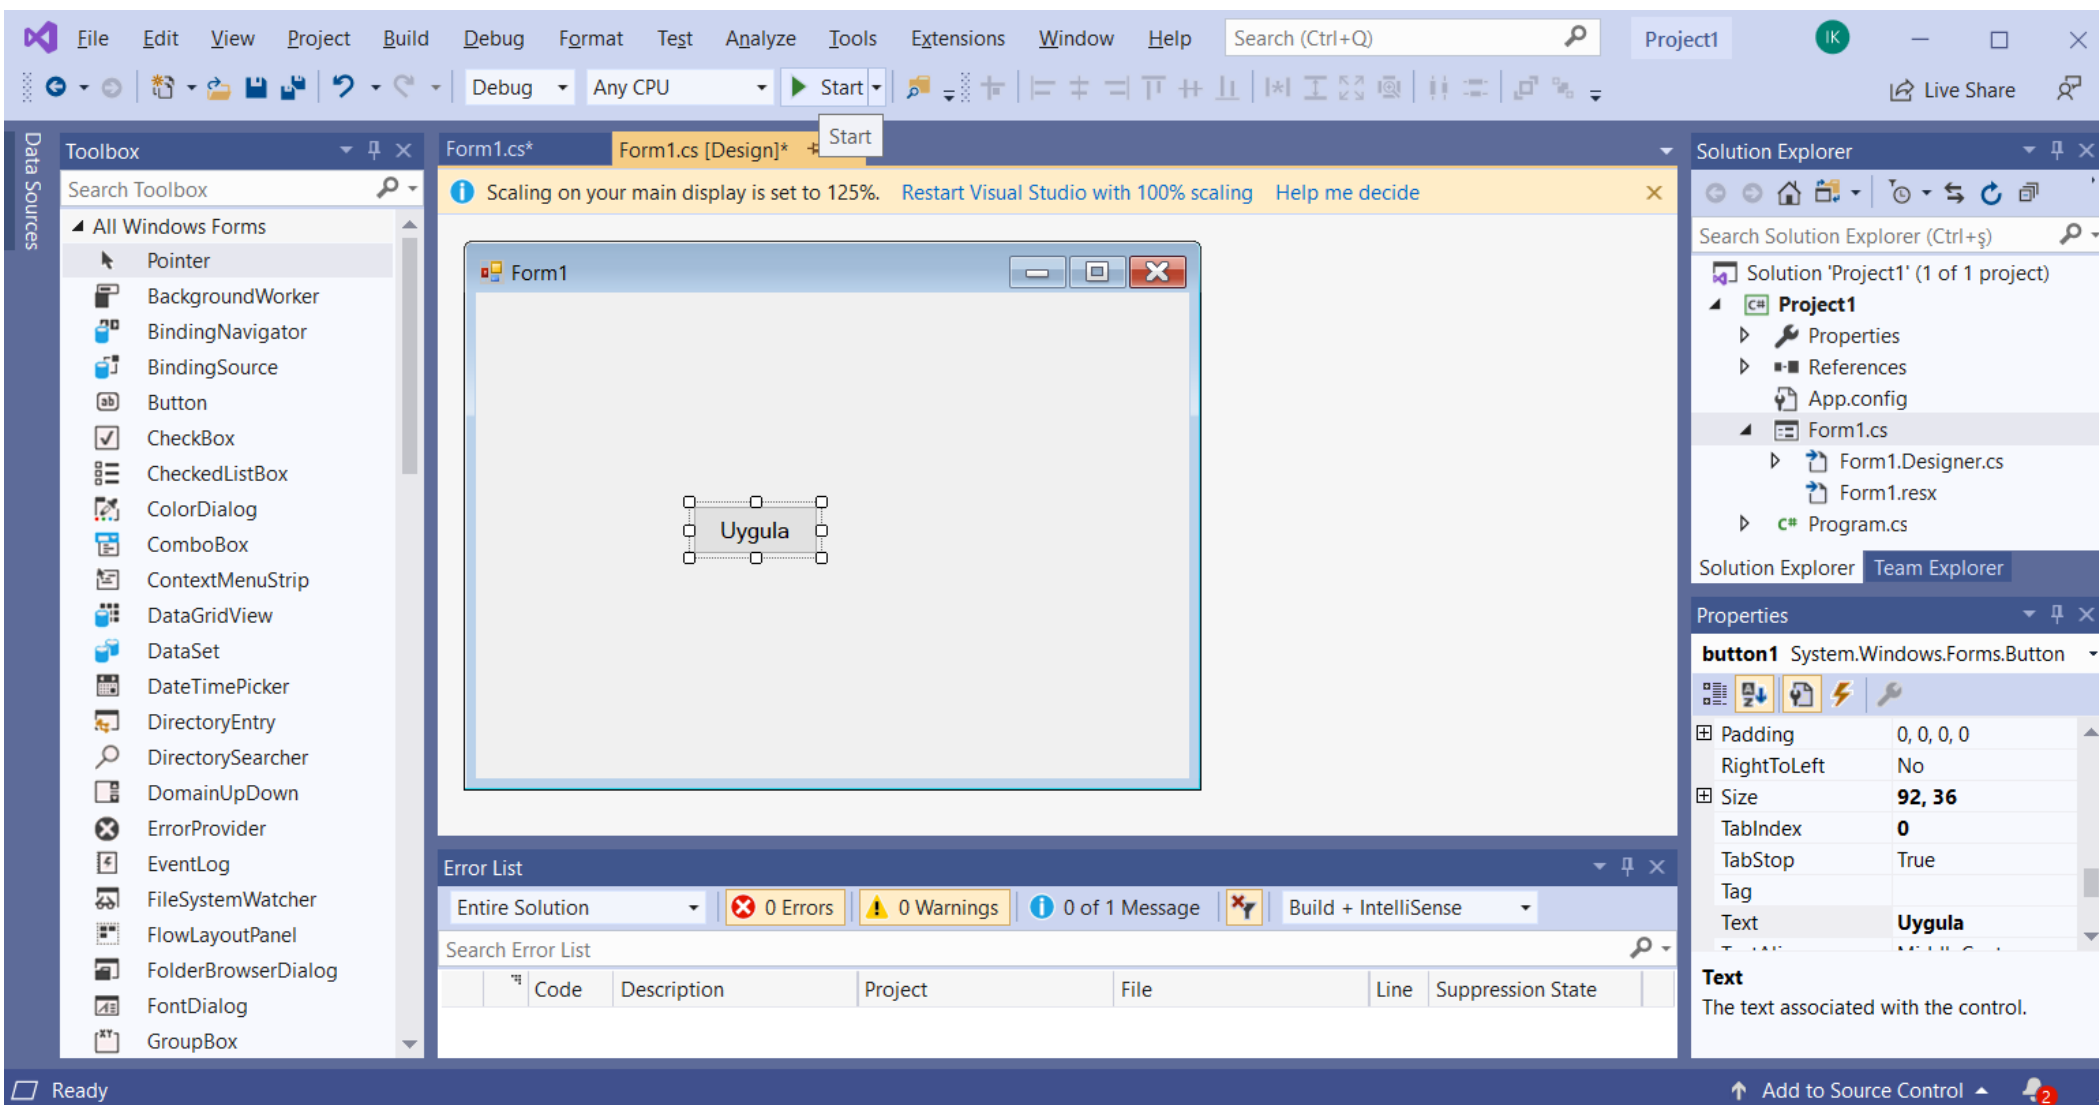 File Edit View Project Build Debug Format Test Analyze Tools Extensions Window Help Search (Ctrl+Q) Project1 IK
Debug Any CPU Start Live Share
Start
Data Sources
Toolbox
Search Toolbox
All Windows Forms
Pointer
BackgroundWorker
BindingNavigator
BindingSource
Button
CheckBox
CheckedListBox
ColorDialog
ComboBox
ContextMenuStrip
DataGridView
DataSet
DateTimePicker
DirectoryEntry
DirectorySearcher
DomainUpDown
ErrorProvider
EventLog
FileSystemWatcher
FlowLayoutPanel
FolderBrowserDialog
FontDialog
GroupBox
Form1.cs* Form1.cs [Design]*
Scaling on your main display is set to 125%. Restart Visual Studio with 100% scaling Help me decide
Form1
Uygula
Error List
Entire Solution 0 Errors 0 Warnings 0 of 1 Message Build + IntelliSense
Search Error List
Code Description Project File Line Suppression State
Solution Explorer
Search Solution Explorer (Ctrl+ş)
Solution 'Project1' (1 of 1 project)
Project1
Properties
References
App.config
Form1.cs
Form1.Designer.cs
Form1.resx
C# Program.cs
Solution Explorer Team Explorer
Properties
button1 System.Windows.Forms.Button
Padding 0, 0, 0, 0
RightToLeft No
Size 92, 36
TabIndex 0
TabStop True
Tag
Text Uygula
Text
The text associated with the control.
Ready Add to Source Control 2